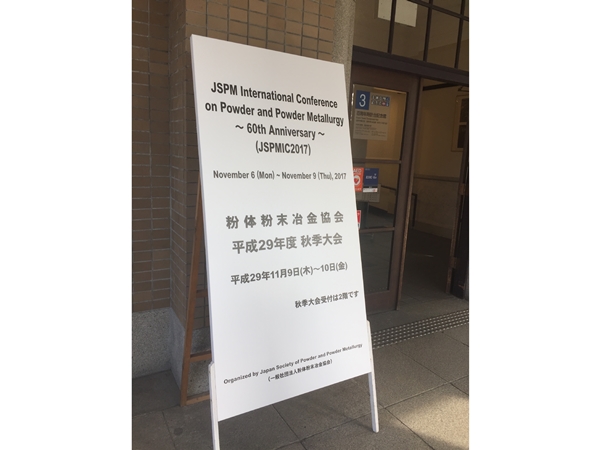 JSPM International Conference
on Powder and Powder Metallurgy
～ 60th Anniversary ～
(JSPMIC2017)
November 6 (Mon) ~ November 9 (Thu), 2017
粉体粉末冶金協会
平成29年度 秋季大会
平成29年11月9日(木)～10日(金)
秋季大会受付は2階です
Organized by Japan Society of Powder and Powder Metallurgy
(一般社団法人粉体粉末冶金協会)
3